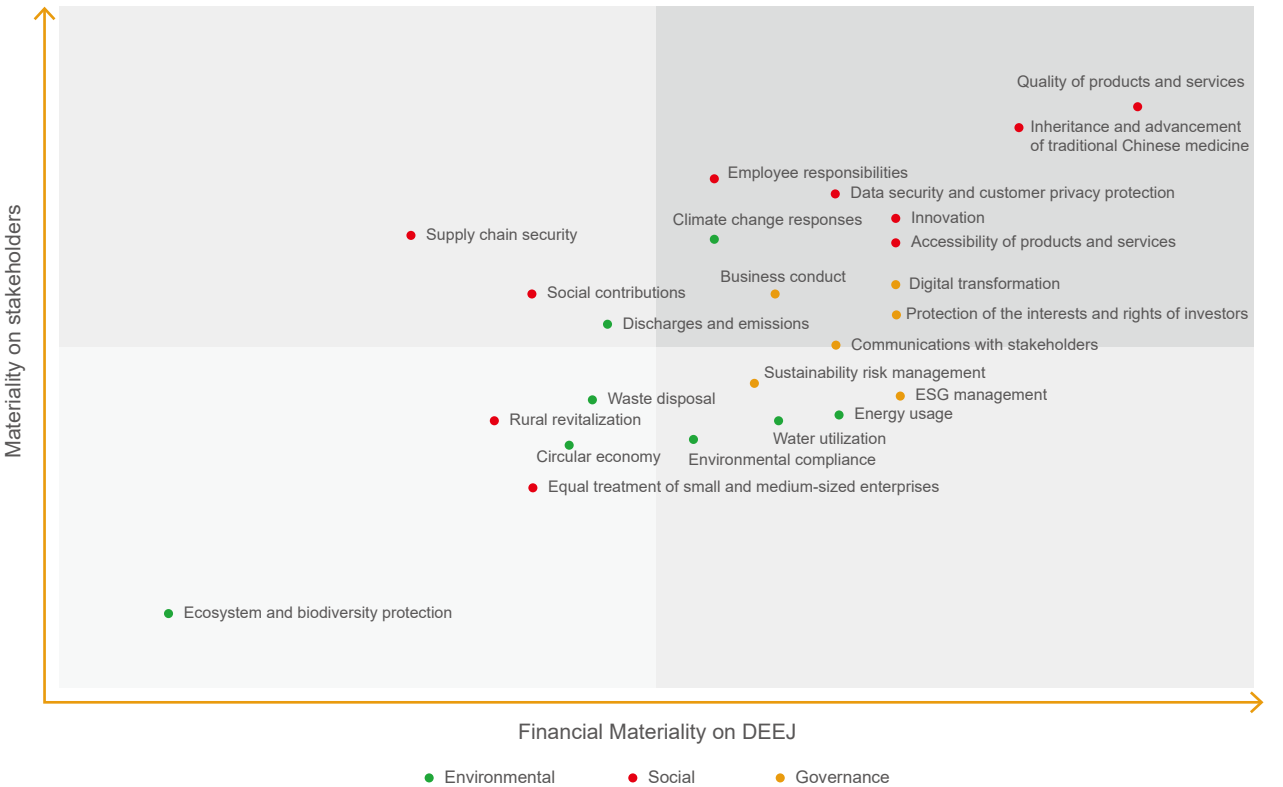 Quality of products and services
Inheritance and advancement
of traditional Chinese medicine
Employee responsibilities
Data security and customer privacy protection
Climate change responses
Innovation
Supply chain security
Accessibility of products and services
Business conduct
Digital transformation
Social contributions
Protection of the interests and rights of investors
Discharges and emissions
Communications with stakeholders
Sustainability risk management
Waste disposal
ESG management
Rural revitalization
Energy usage
Water utilization
Circular economy
Environmental compliance
Equal treatment of small and medium-sized enterprises
Ecosystem and biodiversity protection
Materiality on stakeholders
Financial Materiality on DEEJ
Environmental
Social
Governance